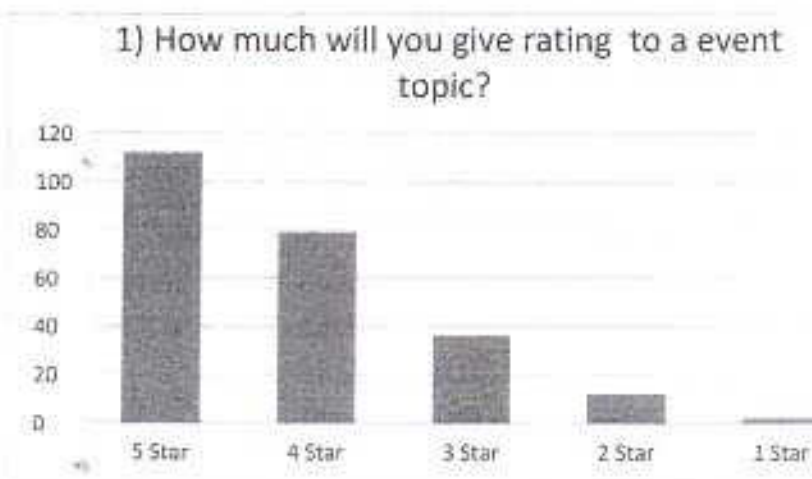 1) How much will you give rating to a event
topic?
120
100
80
60
40
20
0
5 Star
4 Star
3 Star
2 Star
1 Star